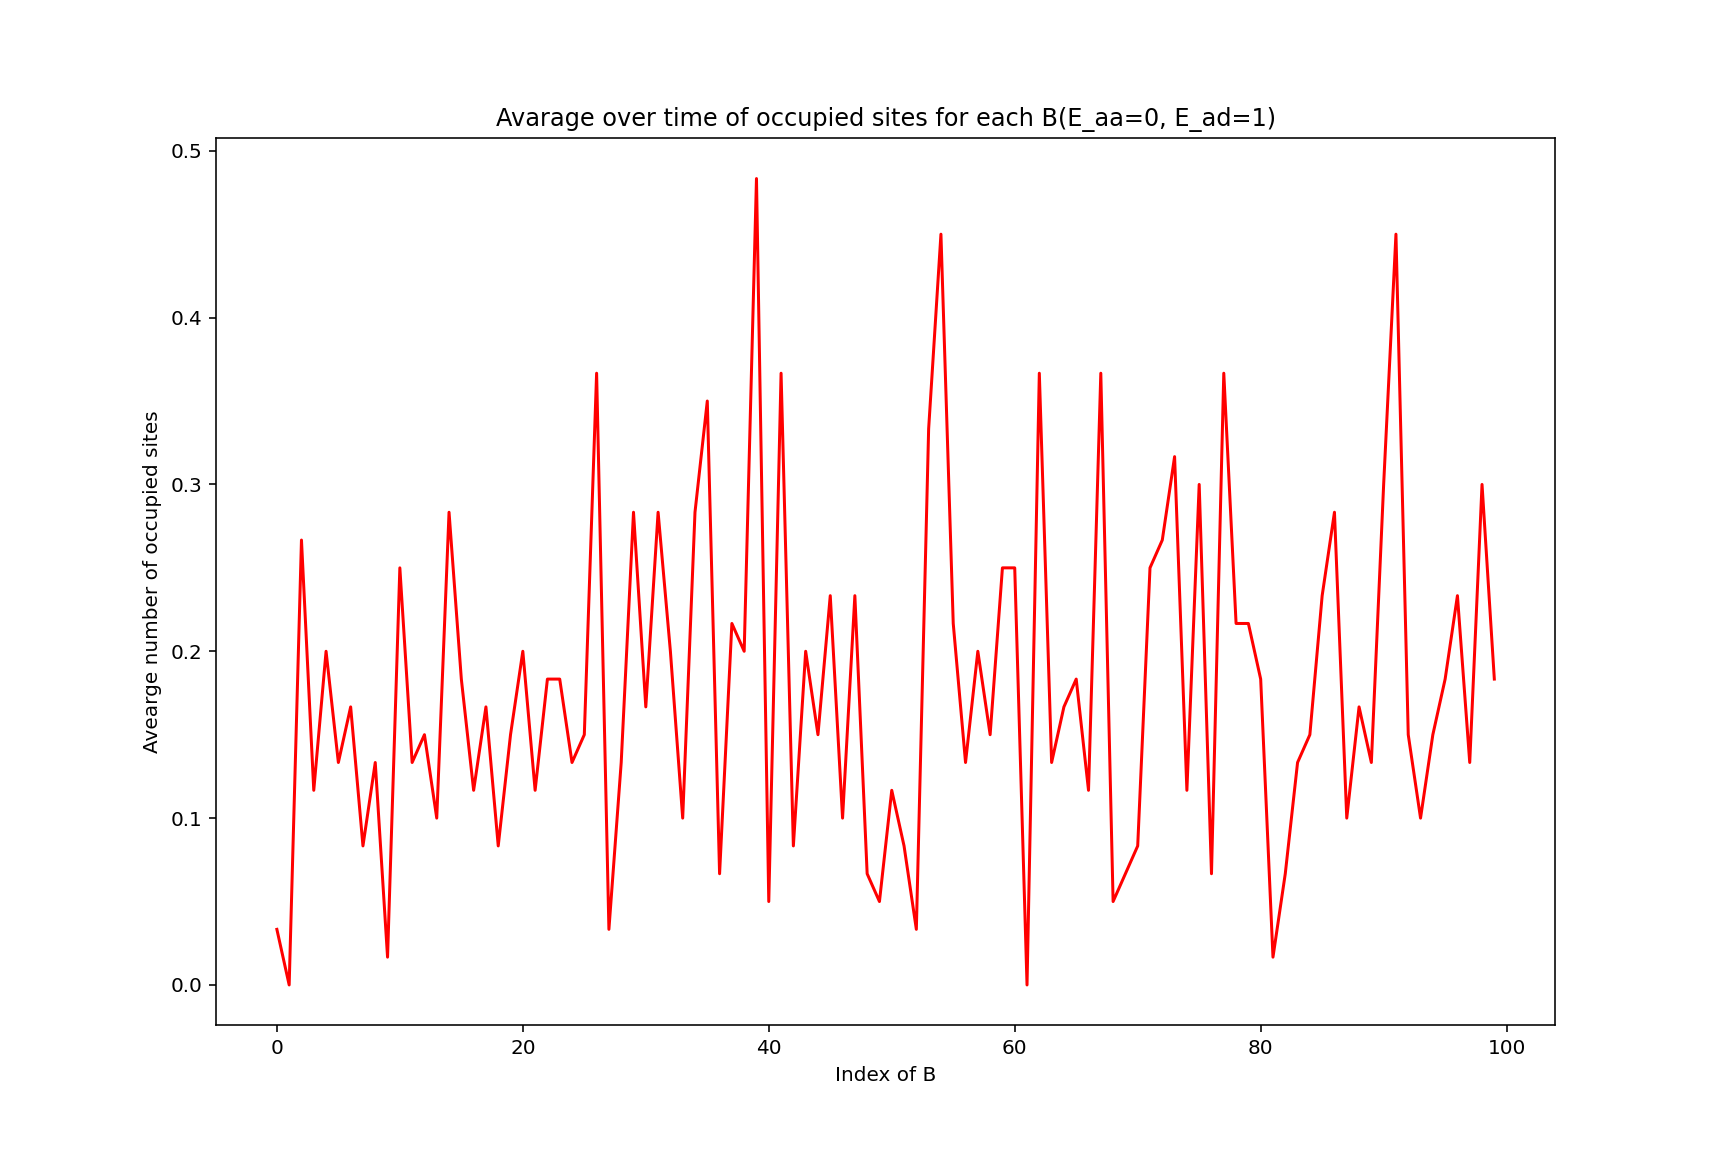 Avarage over time of occupied sites for each B(E_aa=0, E_ad=1)
0.5
0.4
0.3
0.2
0.1
0.0
Avearge number of occupied sites
0 20 40 60 80 100
Index of B